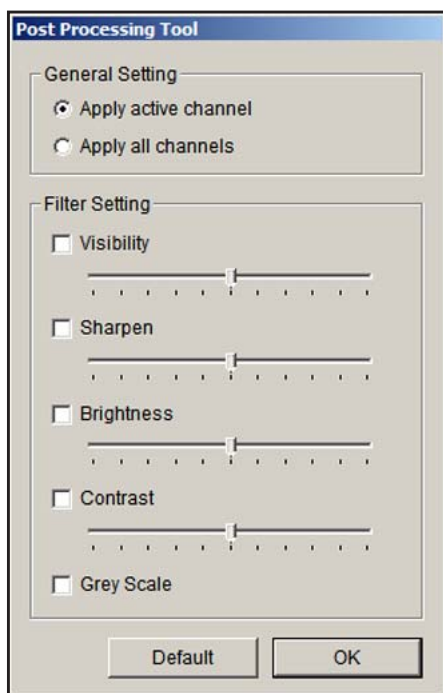 Post Processing Tool
General Setting
Apply active channel
Apply all channels
Filter Setting
Visibility
Sharpen
Brightness
Contrast
Grey Scale
Default OK